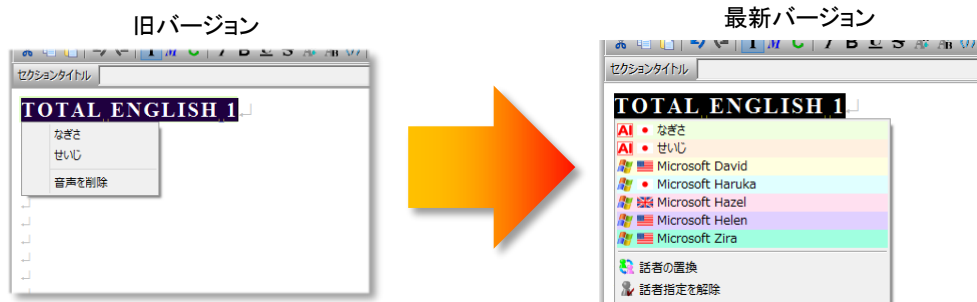 旧バージョン
セクションタイトル
TOTAL ENGLISH 1
なぎさ
せいじ
音声を削除
最新バージョン
セクションタイトル
TOTAL ENGLISH 1
AI なぎさ
AI せいじ
Microsoft David
Microsoft Haruka
Microsoft Hazel
Microsoft Helen
Microsoft Zira
話者の置換
話者指定を解除